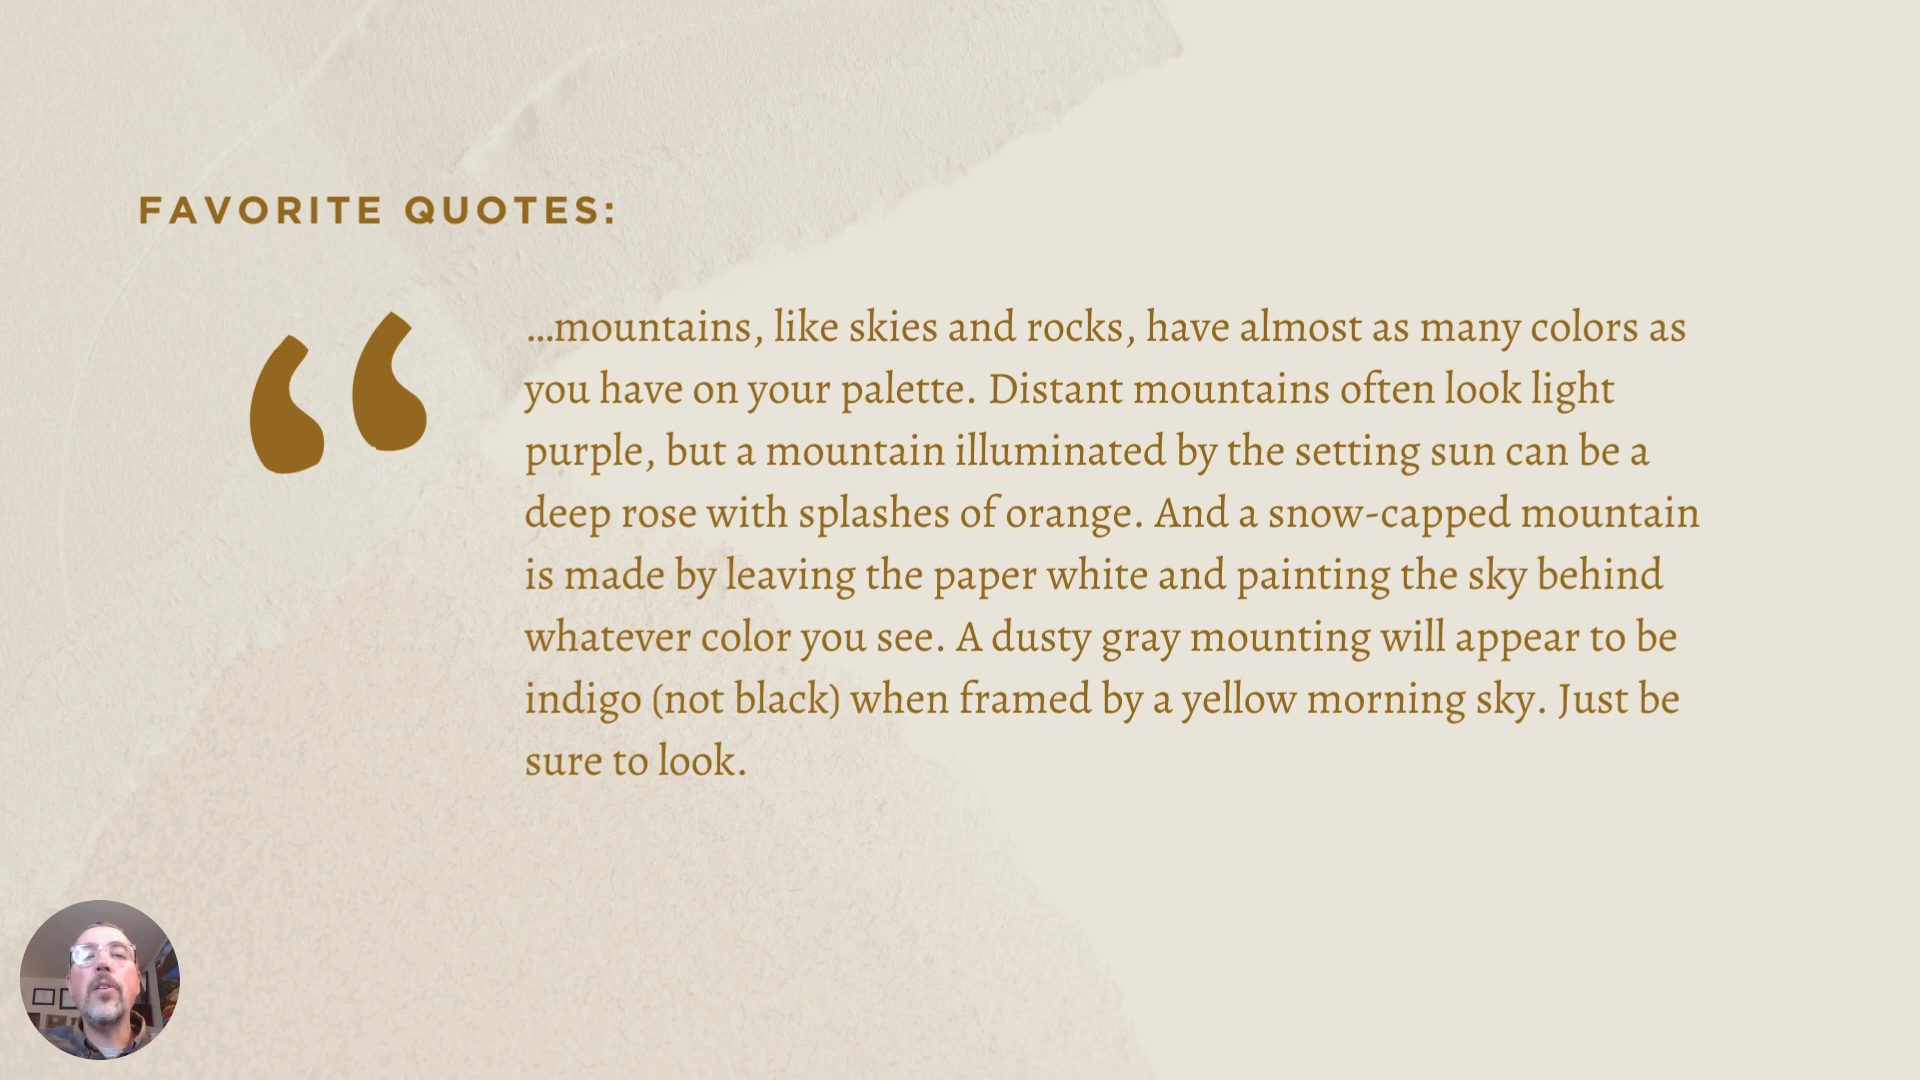 FAVORITE QUOTES:
“
...mountains, like skies and rocks, have almost as many colors as
you have on your palette. Distant mountains often look light
purple, but a mountain illuminated by the setting sun can be a
deep rose with splashes of orange. And a snow-capped mountain
is made by leaving the paper white and painting the sky behind
whatever color you see. A dusty gray mounting will appear to be
indigo (not black) when framed by a yellow morning sky. Just be
sure to look.